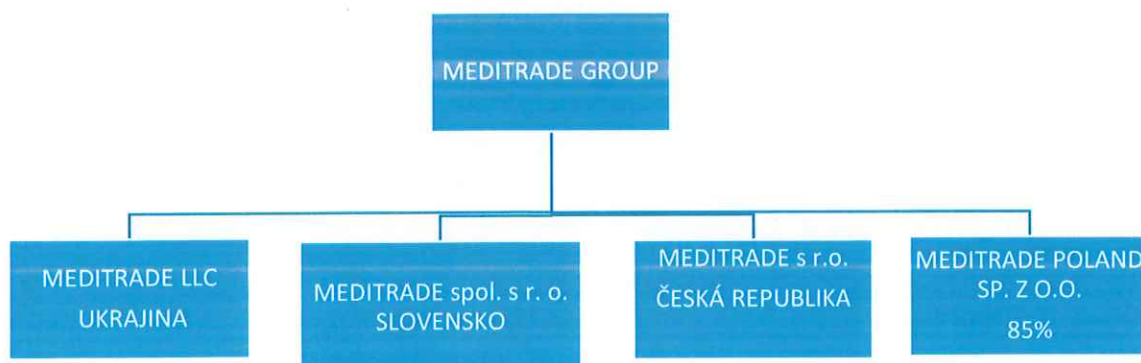 MEDITRADE GROUP
MEDITRADE LLC
UKRAJINA
MEDITRADE spol. s r. o.
SLOVENSKO
MEDITRADE s r.o.
ČESKÁ REPUBLIKA
MEDITRADE POLAND
SP. Z O.O.
85%